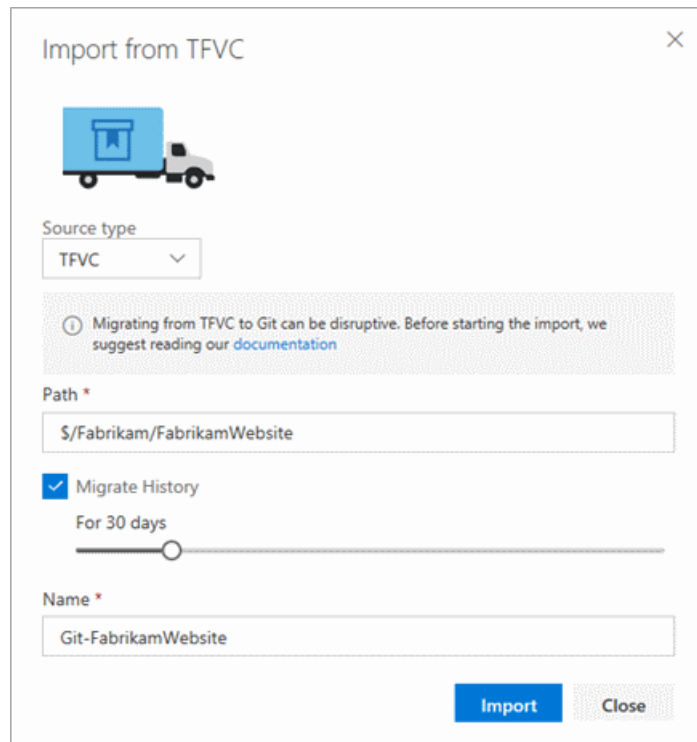 Import from TFVC
Source type
TFVC
Migrating from TFVC to Git can be disruptive. Before starting the import, we
suggest reading our documentation
Path *
$/Fabrikam/FabrikamWebsite
Migrate History
For 30 days
Name *
Git-FabrikamWebsite
Import Close